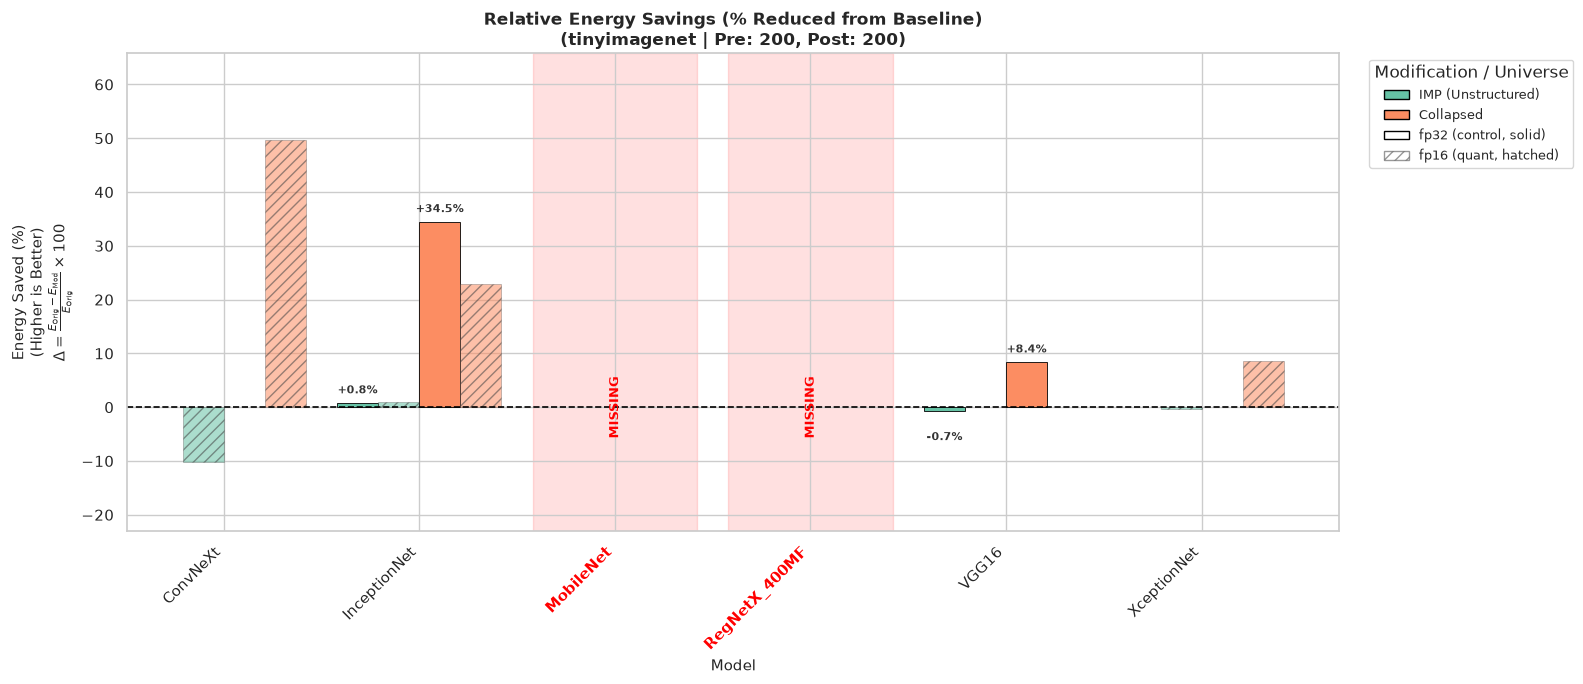 Relative Energy Savings (% Reduced from Baseline)
(tinyimagenet | Pre: 200, Post: 200)
Energy Saved (%)
(Higher is Better)
Δ = (E_Orig − E_Mod) / E_Orig × 100
60
50
40
30
20
10
0
−10
−20
+0.8%
+34.5%
MISSING
MISSING
-0.7%
+8.4%
ConvNeXt
InceptionNet
MobileNet
RegNetX_400MF
VGG16
XceptionNet
Model
Modification / Universe
IMP (Unstructured)
Collapsed
fp32 (control, solid)
fp16 (quant, hatched)